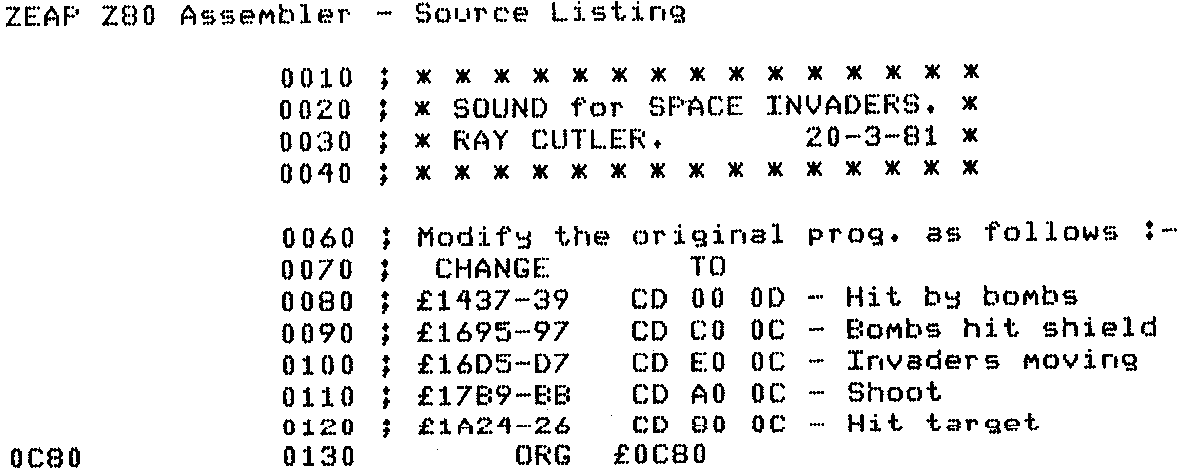 ZEAP Z80 Assembler - Source Listing
0010 ; * * * * * * * * * * * * * * *
0020 ; * SOUND for SPACE INVADERS. *
0030 ; * RAY CUTLER. 20-3-81 *
0040 ; * * * * * * * * * * * * * * *
0060 ; Modify the original prog. as follows :-
0070 ; CHANGE TO
0080 ; £1437-39 CD 00 0D - Hit by bombs
0090 ; £1695-97 CD C0 0C - Bombs hit shield
0100 ; £16D5-D7 CD E0 0C - Invaders moving
0110 ; £17B9-BB CD A0 0C - Shoot
0120 ; £1A24-26 CD 80 0C - Hit target
0C80 0130 ORG £0C80